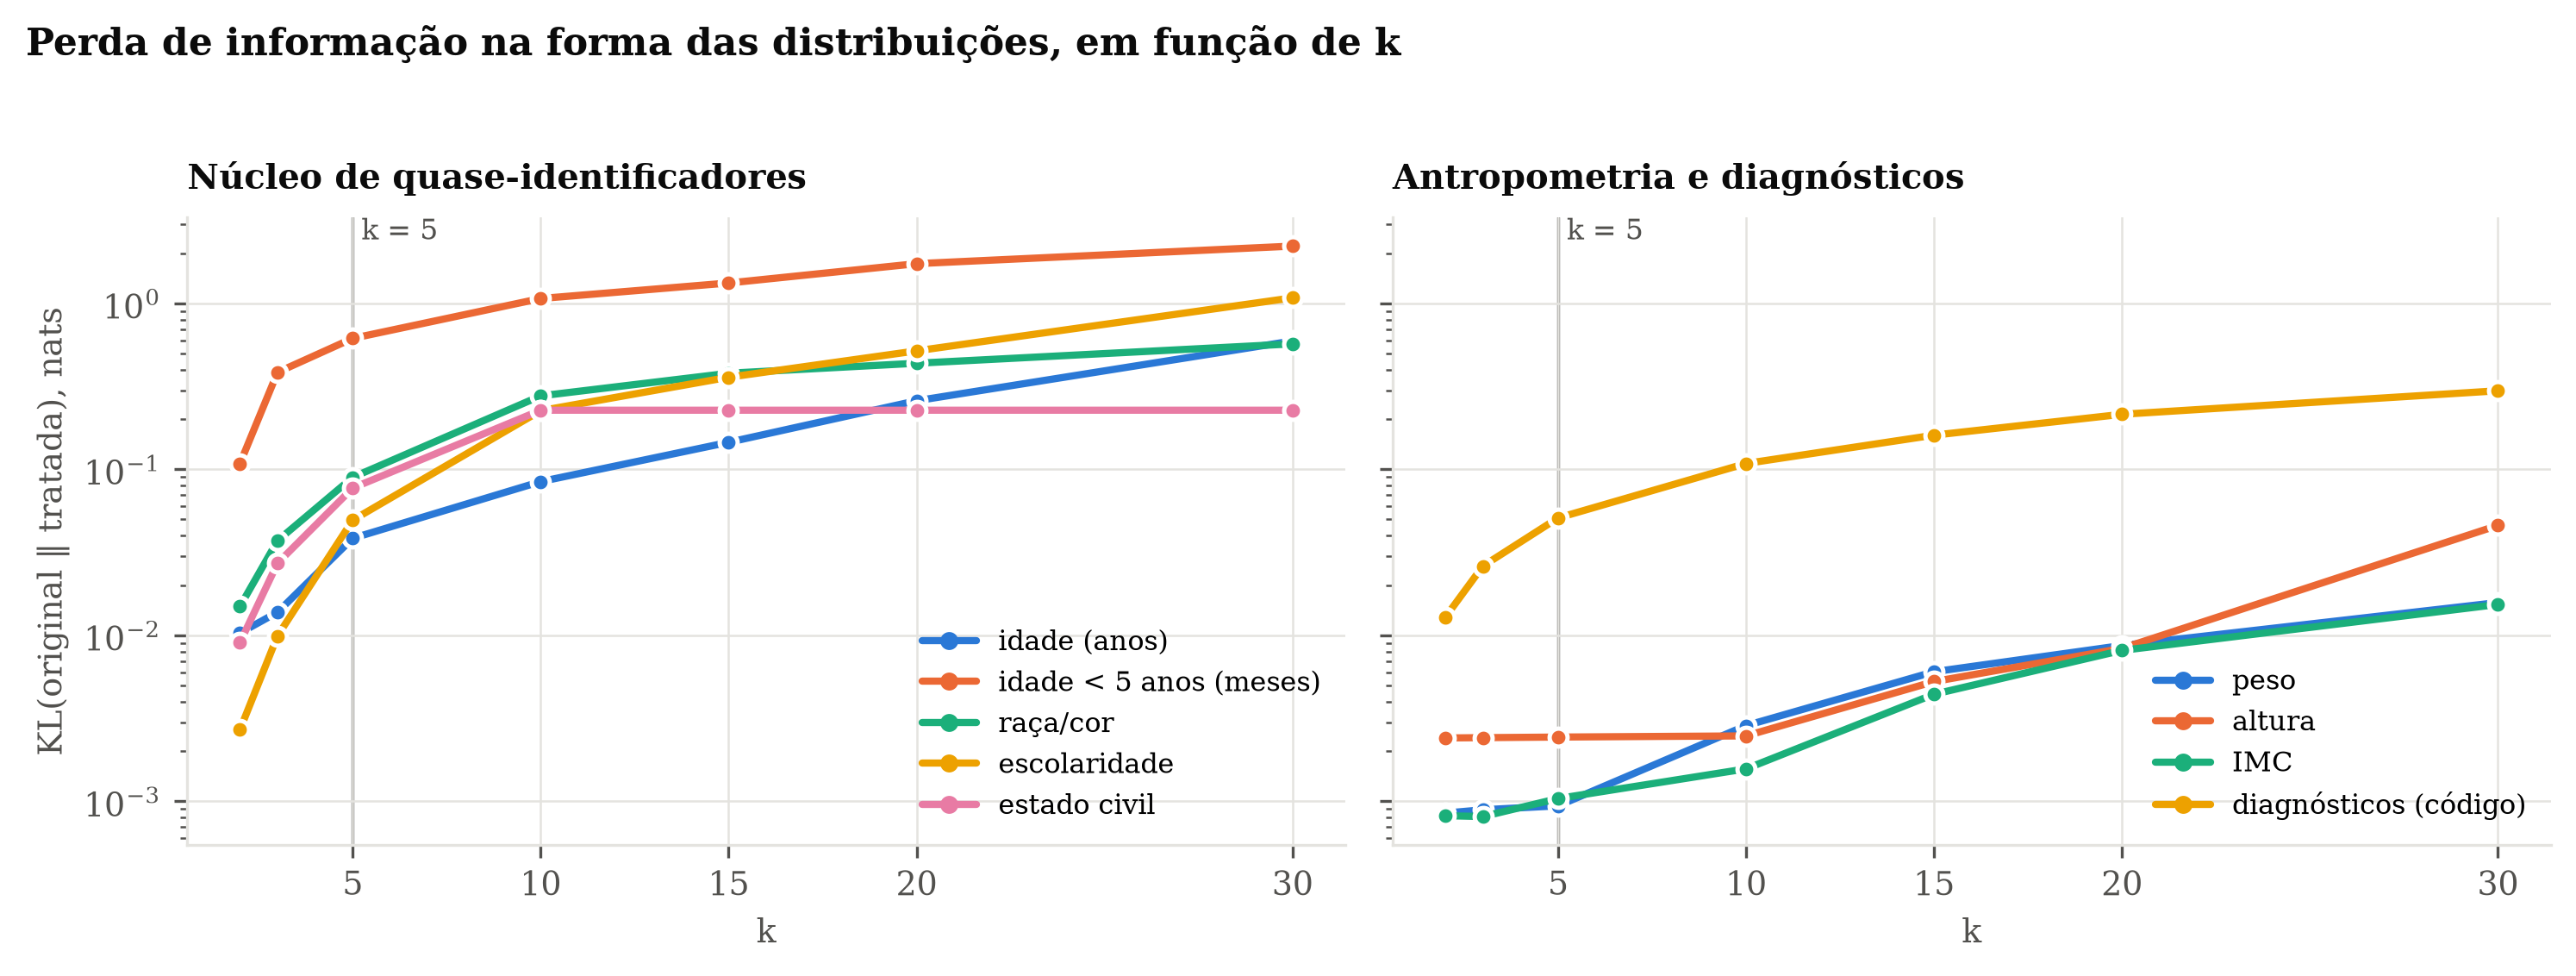 Perda de informação na forma das distribuições, em função de k
Núcleo de quase-identificadores
k = 5
KL(original ‖ tratada), nats
10⁰
10⁻¹
10⁻²
10⁻³
idade (anos)
idade < 5 anos (meses)
raça/cor
escolaridade
estado civil
5 10 15 20 30
k
Antropometria e diagnósticos
k = 5
peso
altura
IMC
diagnósticos (código)
5 10 15 20 30
k